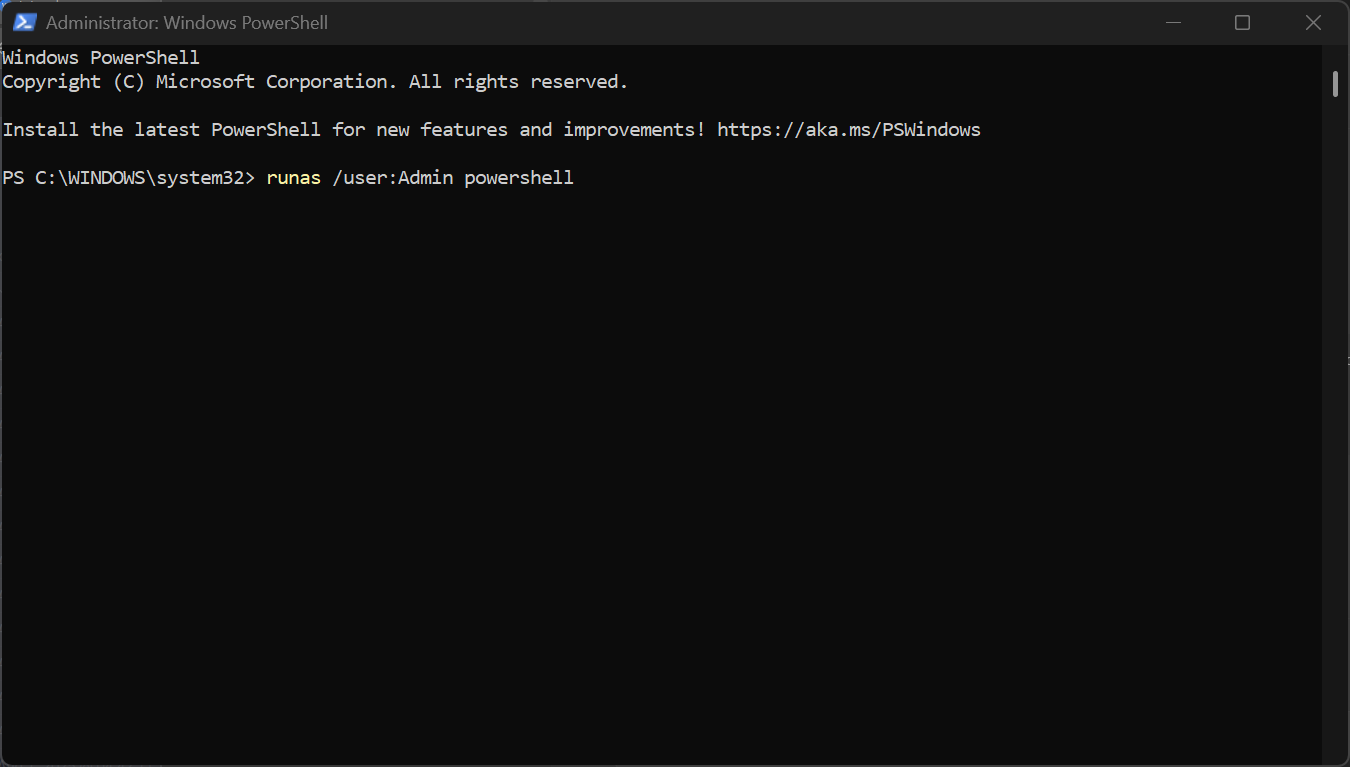 Administrator: Windows PowerShell
Windows PowerShell
Copyright (C) Microsoft Corporation. All rights reserved.
Install the latest PowerShell for new features and improvements! https://aka.ms/PSWindows
PS C:\WINDOWS\system32> runas /user:Admin powershell